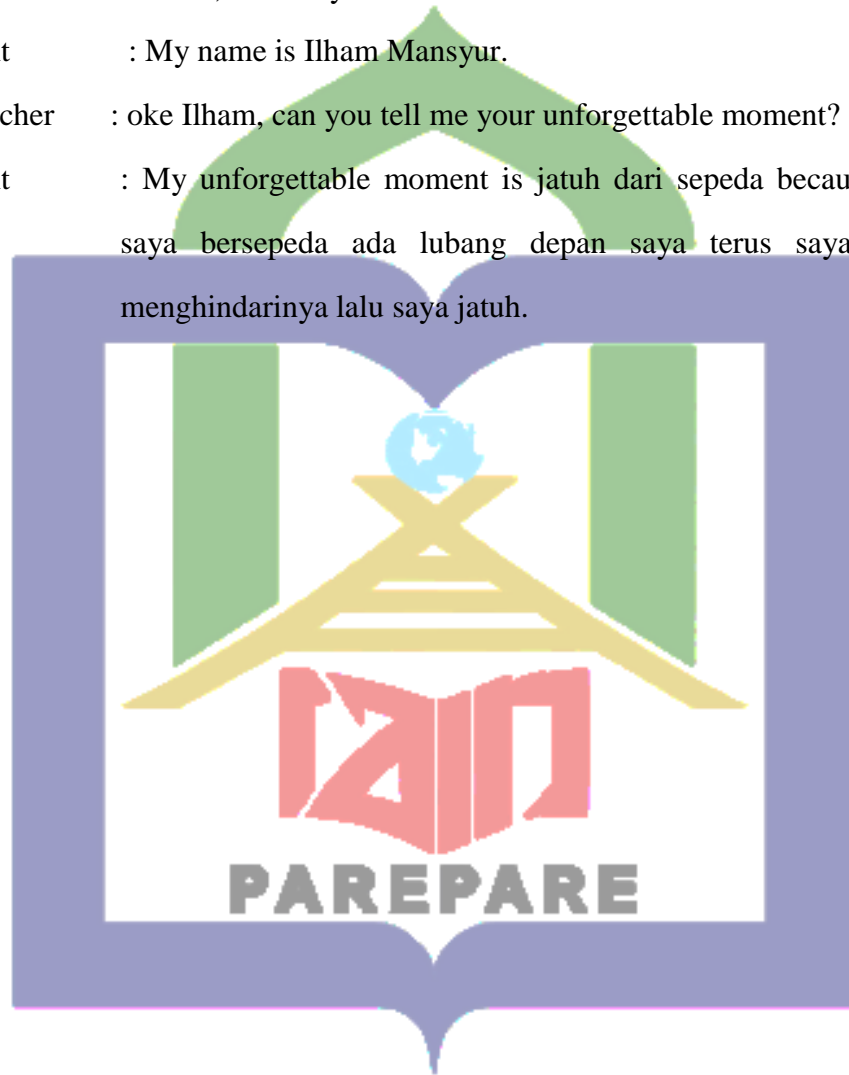 t : My name is Ilham Mansyur.
cher : oke Ilham, can you tell me your unforgettable moment?
t : My unforgettable moment is jatuh dari sepeda becau
saya bersepeda ada lubang depan saya terus saya
menghindarinya lalu saya jatuh.
iain
PAREPARE